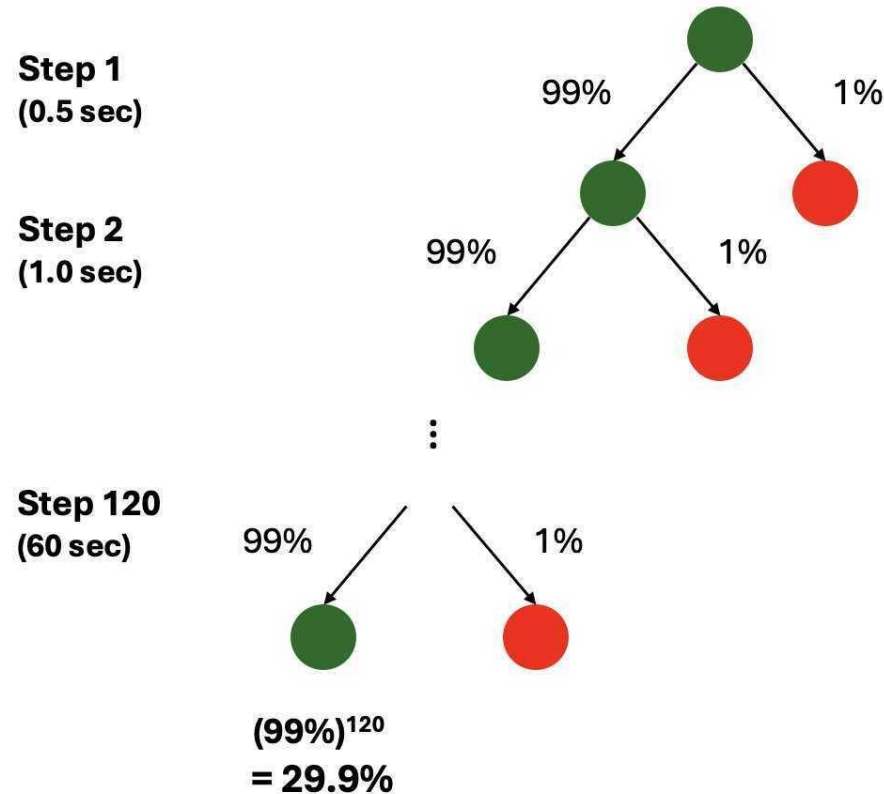 Step 1
(0.5 sec)
99%
1%
Step 2
(1.0 sec)
99%
1%
Step 120
(60 sec)
99%
1%
(99%)¹²⁰
= 29.9%